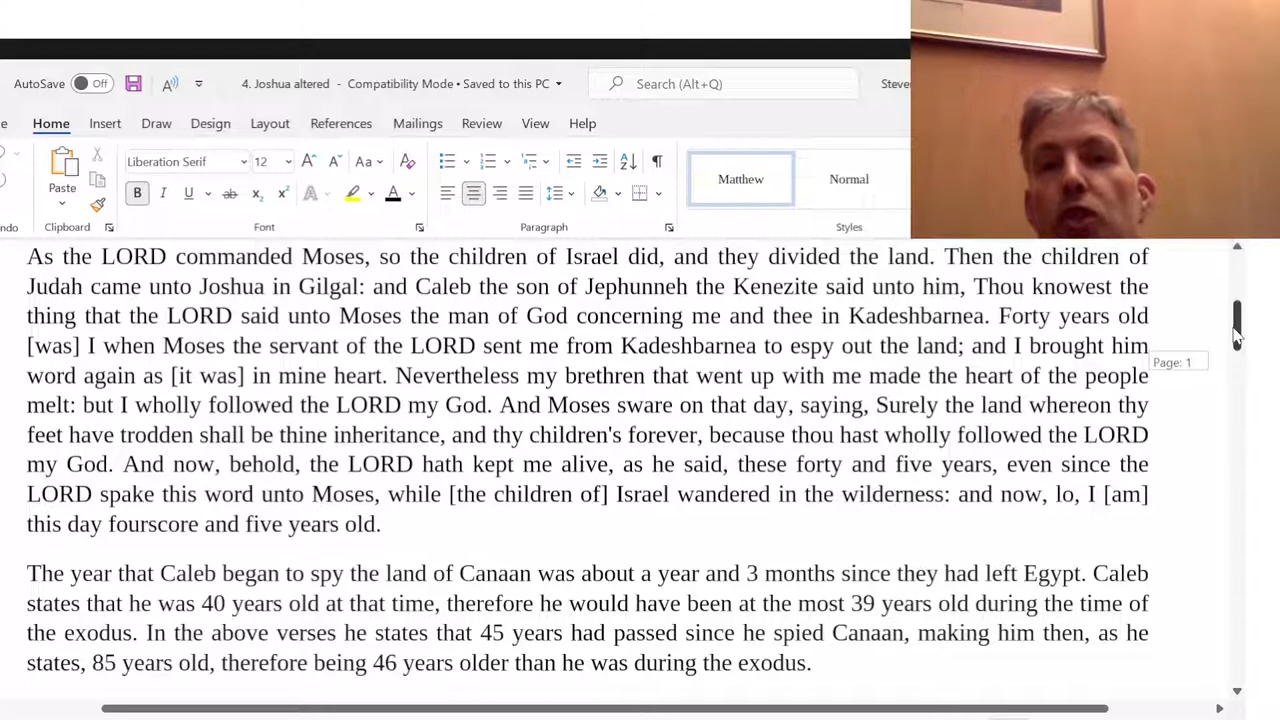 AutoSave Off 4. Joshua altered - Compatibility Mode • Saved to this PC Search (Alt+Q)
Home Insert Draw Design Layout References Mailings Review View Help
Liberation Serif 12 Aa
Paste B I U ab x₂ x² A A Matthew Normal
Clipboard Font Paragraph Styles
As the LORD commanded Moses, so the children of Israel did, and they divided the land. Then the children of
Judah came unto Joshua in Gilgal: and Caleb the son of Jephunneh the Kenezite said unto him, Thou knowest the
thing that the LORD said unto Moses the man of God concerning me and thee in Kadeshbarnea. Forty years old
[was] I when Moses the servant of the LORD sent me from Kadeshbarnea to espy out the land; and I brought him
word again as [it was] in mine heart. Nevertheless my brethren that went up with me made the heart of the people
melt: but I wholly followed the LORD my God. And Moses sware on that day, saying, Surely the land whereon thy
feet have trodden shall be thine inheritance, and thy children's forever, because thou hast wholly followed the LORD
my God. And now, behold, the LORD hath kept me alive, as he said, these forty and five years, even since the
LORD spake this word unto Moses, while [the children of] Israel wandered in the wilderness: and now, lo, I [am]
this day fourscore and five years old.
Page: 1
The year that Caleb began to spy the land of Canaan was about a year and 3 months since they had left Egypt. Caleb
states that he was 40 years old at that time, therefore he would have been at the most 39 years old during the time of
the exodus. In the above verses he states that 45 years had passed since he spied Canaan, making him then, as he
states, 85 years old, therefore being 46 years older than he was during the exodus.